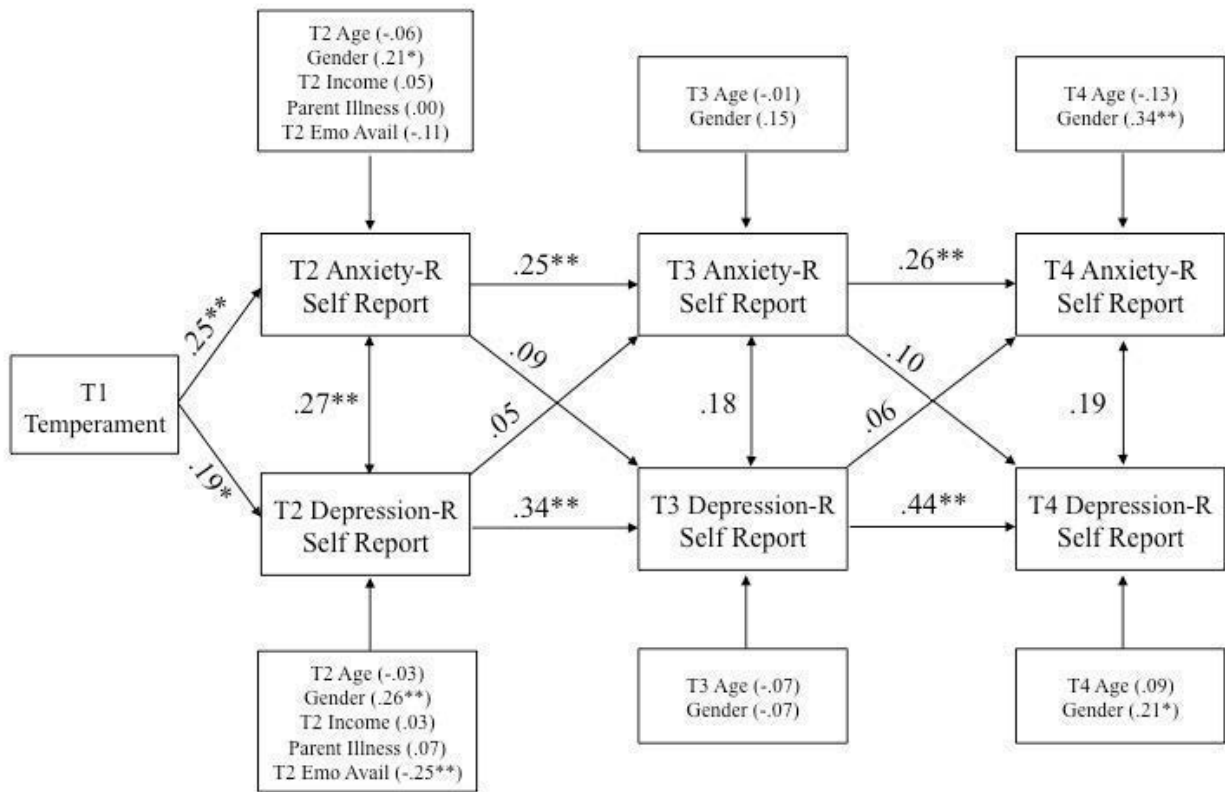 T2 Age (-.06)
Gender (.21*)
T2 Income (.05)
Parent Illness (.00)
T2 Emo Avail (-.11)
T3 Age (-.01)
Gender (.15)
T4 Age (-.13)
Gender (.34**)
T2 Anxiety-R
Self Report
.25**
T3 Anxiety-R
Self Report
.26**
T4 Anxiety-R
Self Report
.25**
.09
.10
T1
Temperament
.27**
.05
.18
.06
.19
.19*
T2 Depression-R
Self Report
.34**
T3 Depression-R
Self Report
.44**
T4 Depression-R
Self Report
T2 Age (-.03)
Gender (.26**)
T2 Income (.03)
Parent Illness (.07)
T2 Emo Avail (-.25**)
T3 Age (-.07)
Gender (-.07)
T4 Age (.09)
Gender (.21*)